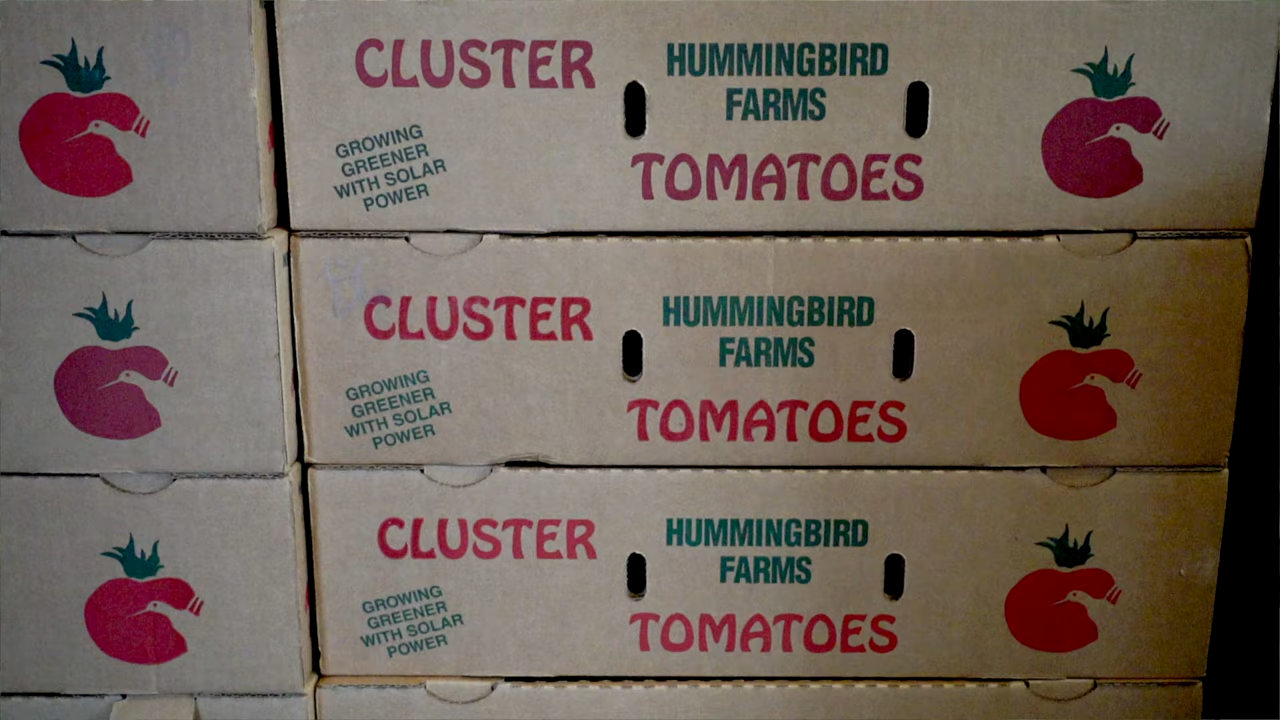 CLUSTER
HUMMINGBIRD
FARMS
GROWING
GREENER
WITH SOLAR
POWER
TOMATOES
CLUSTER
HUMMINGBIRD
FARMS
GROWING
GREENER
WITH SOLAR
POWER
TOMATOES
CLUSTER
HUMMINGBIRD
FARMS
GROWING
GREENER
WITH SOLAR
POWER
TOMATOES